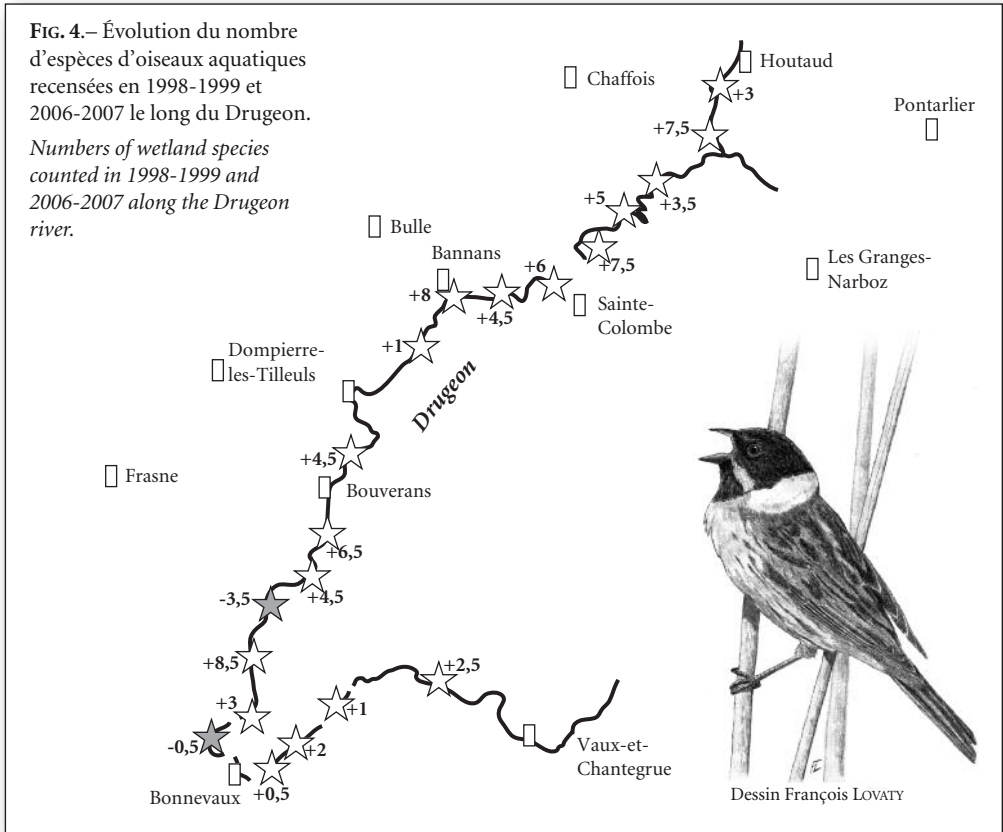 FIG. 4.– Évolution du nombre
d'espèces d'oiseaux aquatiques
recensées en 1998-1999 et
2006-2007 le long du Drugeon.
Numbers of wetland species
counted in 1998-1999 and
2006-2007 along the Drugeon
river.
Houtaud
Chaffois
+3
Pontarlier
+7,5
+3,5
+5
Bulle
+7,5
Les Granges-
Narboz
Bannans
+6
+8
+4,5
Sainte-
Colombe
+1
Dompierre-
les-Tilleuls
Drugeon
+4,5
Frasne
Bouverans
+6,5
+4,5
-3,5
+8,5
+2,5
+3
+1
-0,5
+2
Vaux-et-
Chantegrue
Bonnevaux
+0,5
Dessin François LOVATY